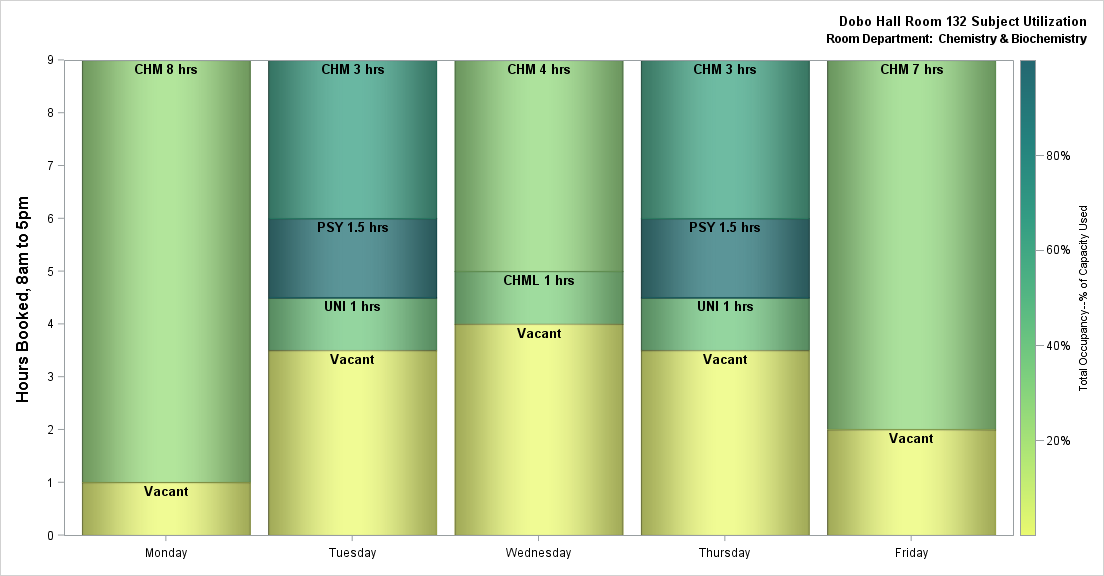 Dobo Hall Room 132 Subject Utilization
Room Department: Chemistry & Biochemistry
Hours Booked, 8am to 5pm
9
8
7
6
5
4
3
2
1
0
CHM 8 hrs
Vacant
CHM 3 hrs
PSY 1.5 hrs
UNI 1 hrs
Vacant
CHM 4 hrs
CHML 1 hrs
Vacant
CHM 3 hrs
PSY 1.5 hrs
UNI 1 hrs
Vacant
CHM 7 hrs
Vacant
Monday
Tuesday
Wednesday
Thursday
Friday
80%
60%
40%
20%
Total Occupancy--% of Capacity Used